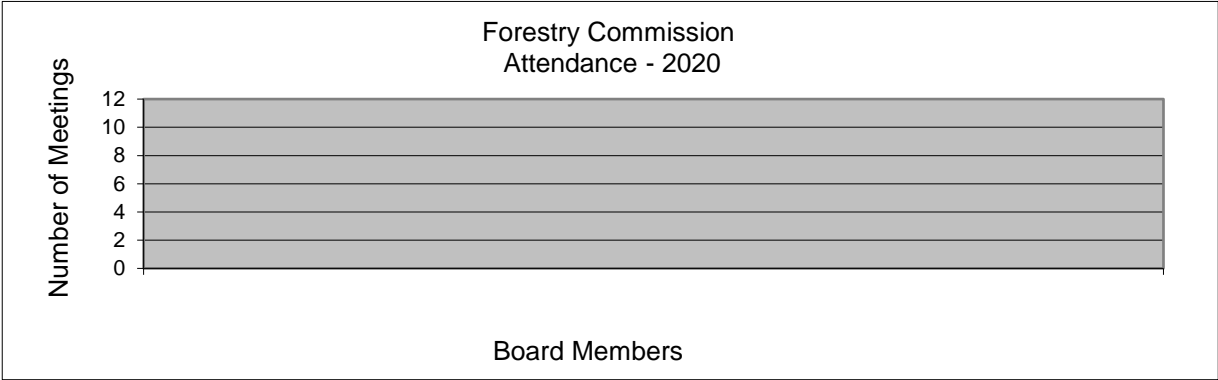 Forestry Commission
Attendance - 2020
Number of Meetings
12
10
8
6
4
2
0
Board Members